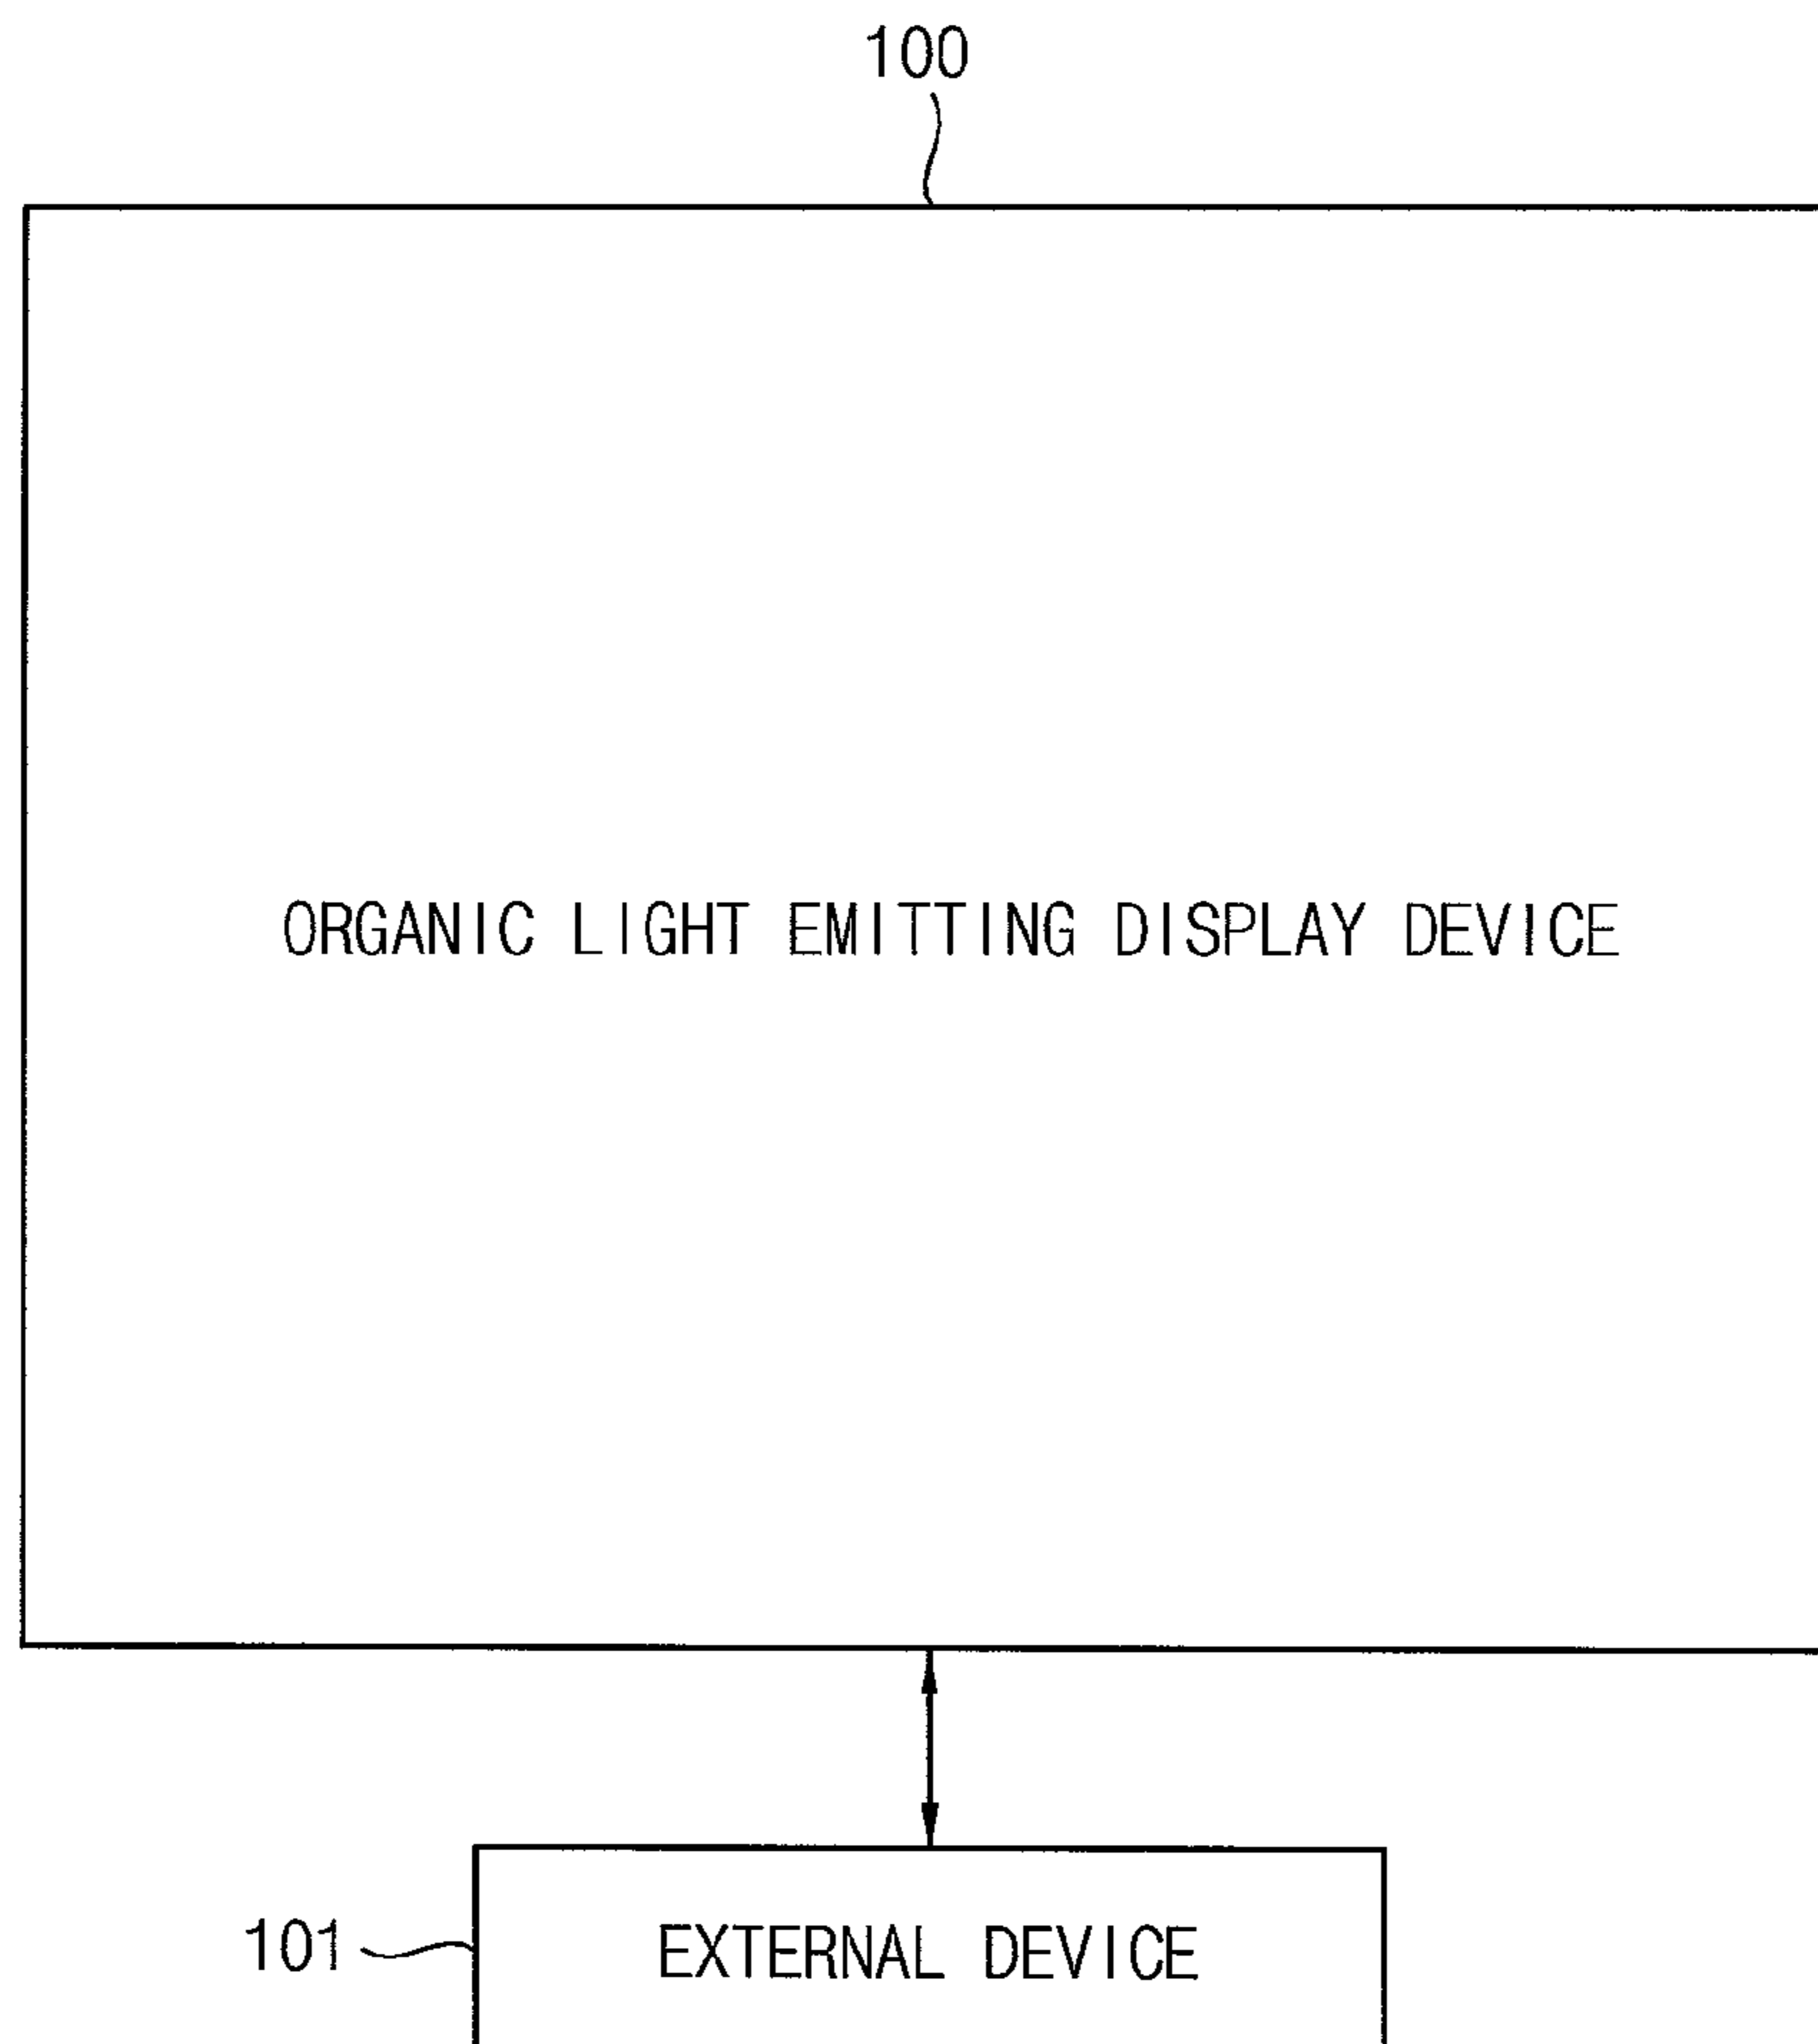 100
ORGANIC LIGHT EMITTING DISPLAY DEVICE
101
EXTERNAL DEVICE